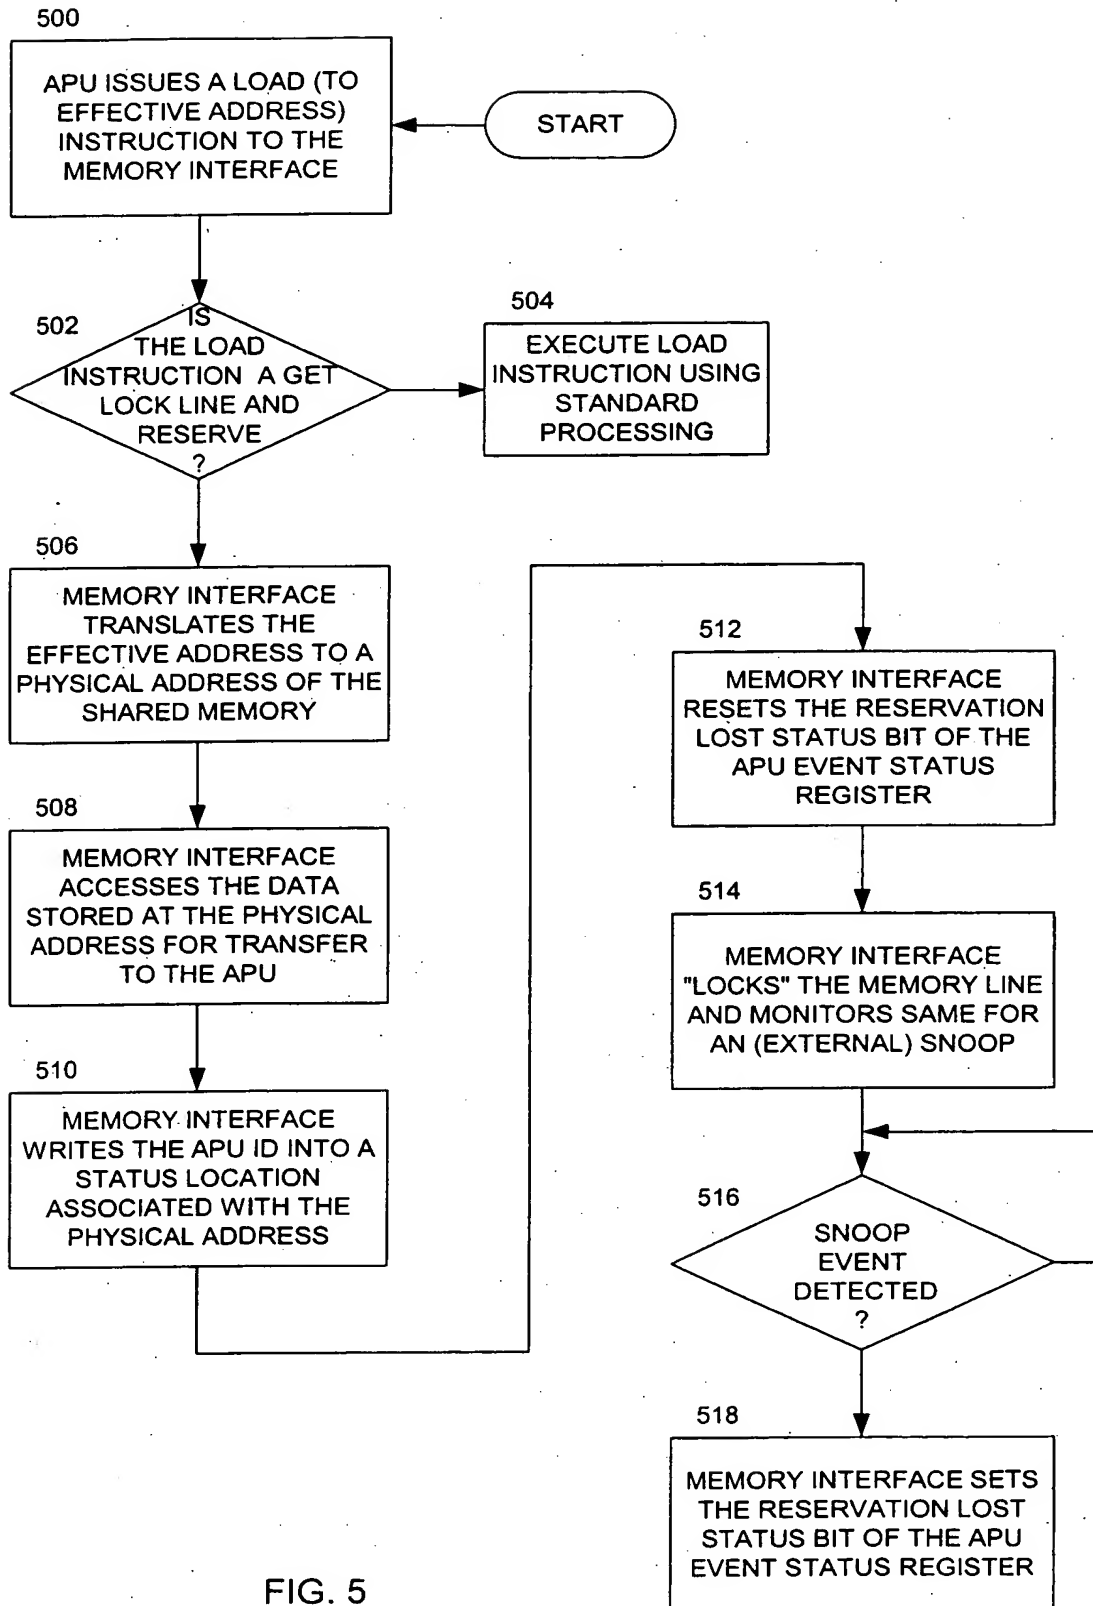 500
APU ISSUES A LOAD (TO
EFFECTIVE ADDRESS)
INSTRUCTION TO THE
MEMORY INTERFACE
START
502
IS
THE LOAD
INSTRUCTION A GET
LOCK LINE AND
RESERVE
?
504
EXECUTE LOAD
INSTRUCTION USING
STANDARD
PROCESSING
506
MEMORY INTERFACE
TRANSLATES THE
EFFECTIVE ADDRESS TO A
PHYSICAL ADDRESS OF THE
SHARED MEMORY
508
MEMORY INTERFACE
ACCESSES THE DATA
STORED AT THE PHYSICAL
ADDRESS FOR TRANSFER
TO THE APU
510
MEMORY INTERFACE
WRITES THE APU ID INTO A
STATUS LOCATION
ASSOCIATED WITH THE
PHYSICAL ADDRESS
512
MEMORY INTERFACE
RESETS THE RESERVATION
LOST STATUS BIT OF THE
APU EVENT STATUS
REGISTER
514
MEMORY INTERFACE
"LOCKS" THE MEMORY LINE
AND MONITORS SAME FOR
AN (EXTERNAL) SNOOP
516
SNOOP
EVENT
DETECTED
?
518
MEMORY INTERFACE SETS
THE RESERVATION LOST
STATUS BIT OF THE APU
EVENT STATUS REGISTER
FIG. 5